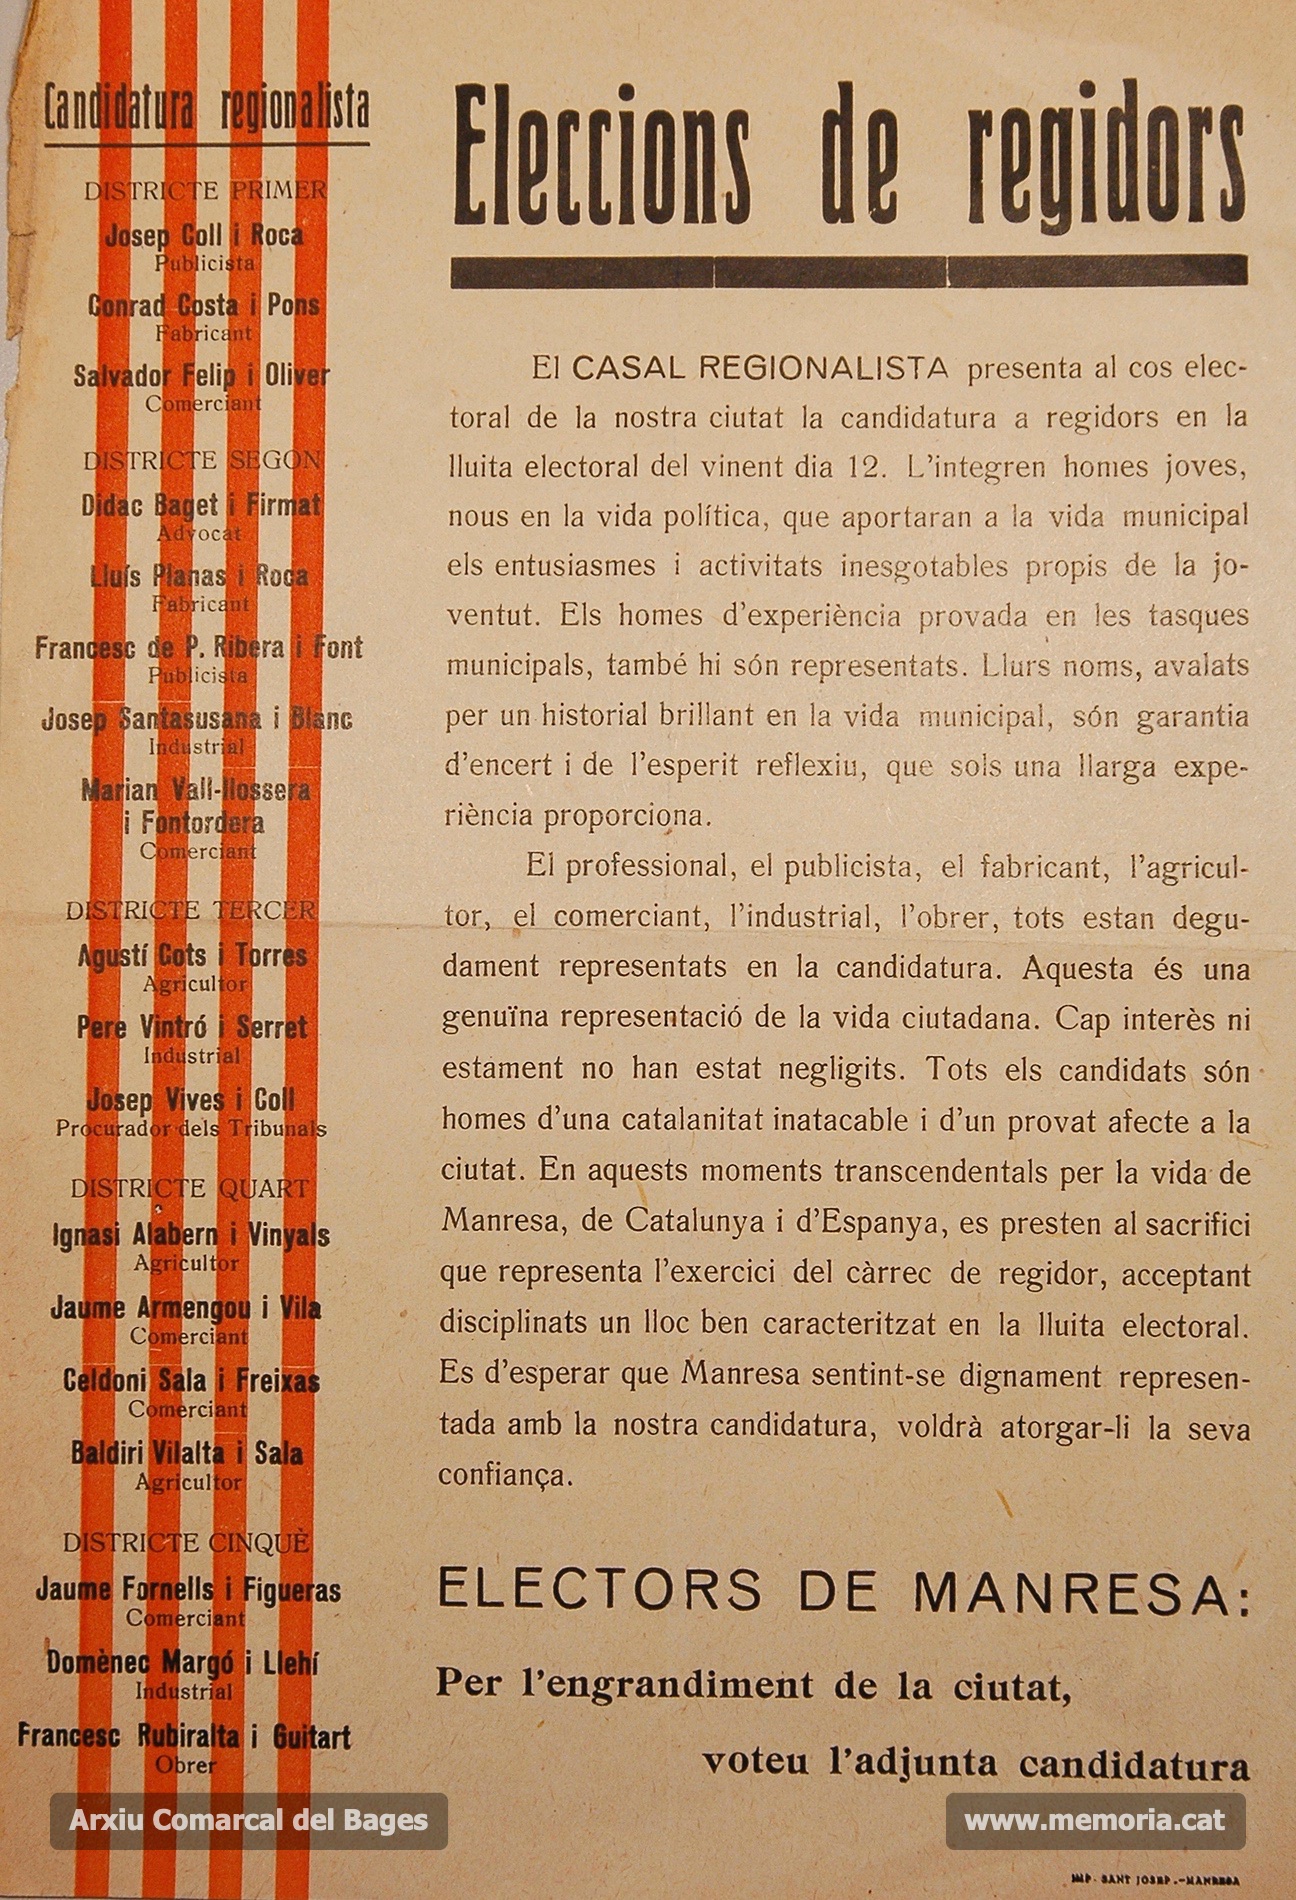 Candidatura regionalista
DISTRICTE PRIMER
Josep Coll i Roca
Publicista
Conrad Costa i Pons
Fabricant
Salvador Felip i Oliver
Comerciant
DISTRICTE SEGON
Dídac Baget i Firmat
Advocat
Lluís Planas i Roca
Fabricant
Francesc de P. Ribera i Font
Publicista
Josep Santasusana i Blanc
Industrial
Marian Vall-llossera
i Fontordera
Comerciant
DISTRICTE TERCER
Agustí Cots i Torres
Agricultor
Pere Vintró i Serret
Industrial
Josep Vives i Coll
Procurador dels Tribunals
DISTRICTE QUART
Ignasi Alabern i Vinyals
Agricultor
Jaume Armengou i Vila
Comerciant
Celdoni Sala i Freixas
Comerciant
Baldiri Vilalta i Sala
Agricultor
DISTRICTE CINQUÈ
Jaume Fornells i Figueras
Comerciant
Domènec Margó i Llehí
Industrial
Francesc Rubiralta i Guitart
Obrer
Eleccions de regidors
El CASAL REGIONALISTA presenta al cos elec-
toral de la nostra ciutat la candidatura a regidors en la
lluita electoral del vinent dia 12. L'integren homes joves,
nous en la vida política, que aportaran a la vida municipal
els entusiasmes i activitats inesgotables propis de la jo-
ventut. Els homes d'experiència provada en les tasques
municipals, també hi són representats. Llurs noms, avalats
per un historial brillant en la vida municipal, són garantia
d'encert i de l'esperit reflexiu, que sols una llarga expe-
riència proporciona.
El professional, el publicista, el fabricant, l'agricul-
tor, el comerciant, l'industrial, l'obrer, tots estan degu-
dament representats en la candidatura. Aquesta és una
genuïna representació de la vida ciutadana. Cap interès ni
estament no han estat negligits. Tots els candidats són
homes d'una catalanitat inatacable i d'un provat afecte a la
ciutat. En aquests moments transcendentals per la vida de
Manresa, de Catalunya i d'Espanya, es presten al sacrifici
que representa l'exercici del càrrec de regidor, acceptant
disciplinats un lloc ben caracteritzat en la lluita electoral.
Es d'esperar que Manresa sentint-se dignament represen-
tada amb la nostra candidatura, voldrà atorgar-li la seva
confiança.
ELECTORS DE MANRESA:
Per l'engrandiment de la ciutat,
voteu l'adjunta candidatura
Arxiu Comarcal del Bages
www.memoria.cat
IMP. SANT JOSEP.-MANRESA